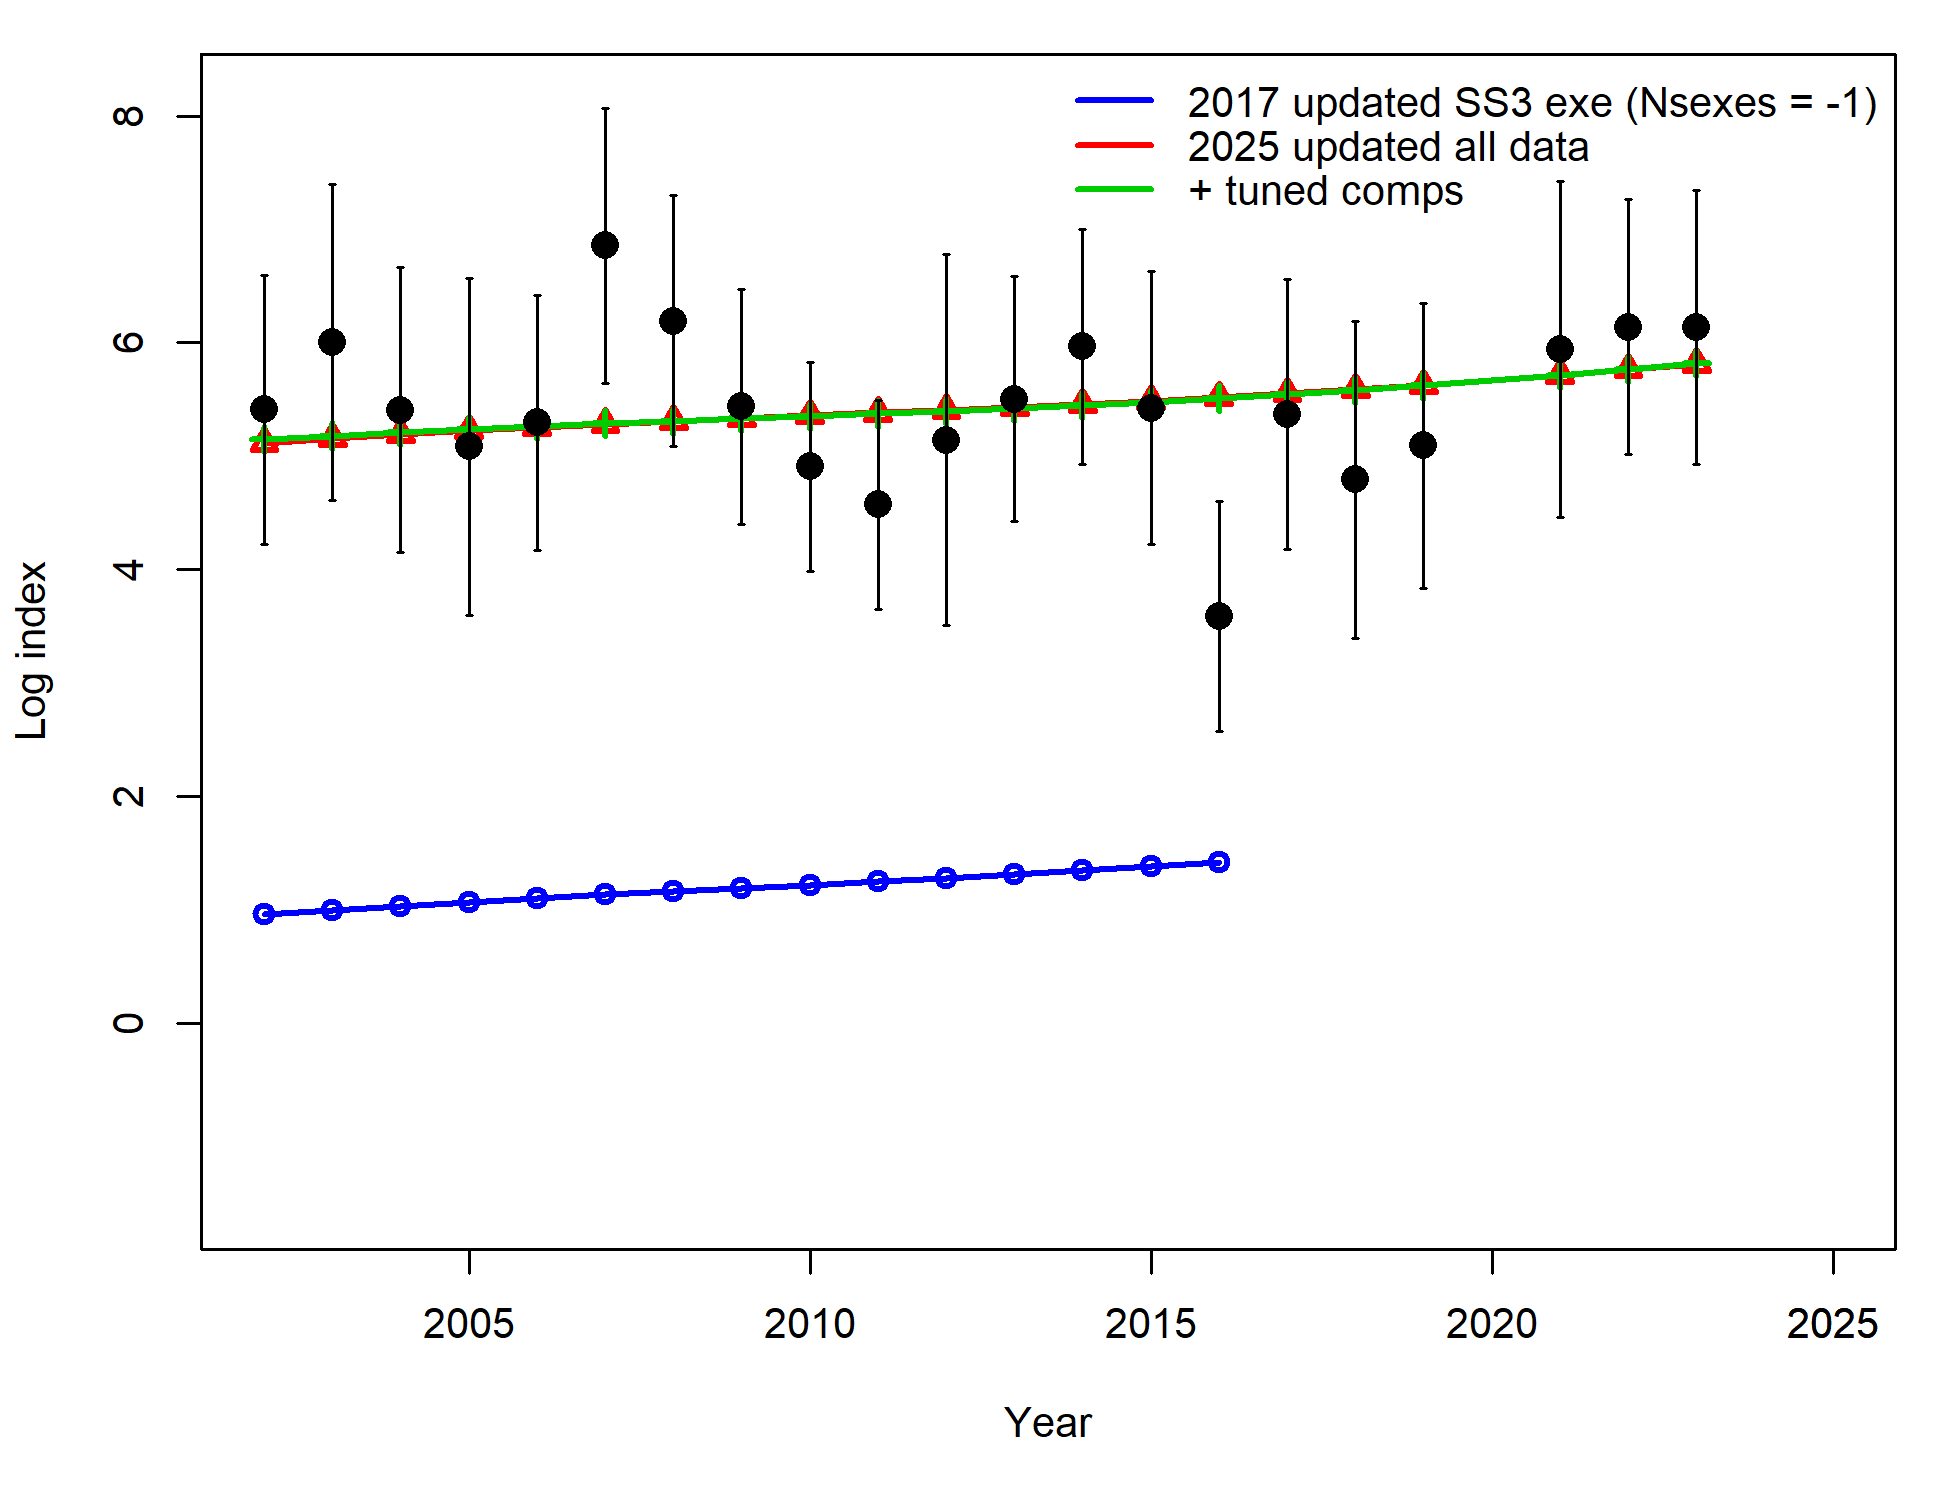 2017 updated SS3 exe (Nsexes = -1)
2025 updated all data
+ tuned comps
8
6
4
2
0
Log index
2005 2010 2015 2020 2025
Year